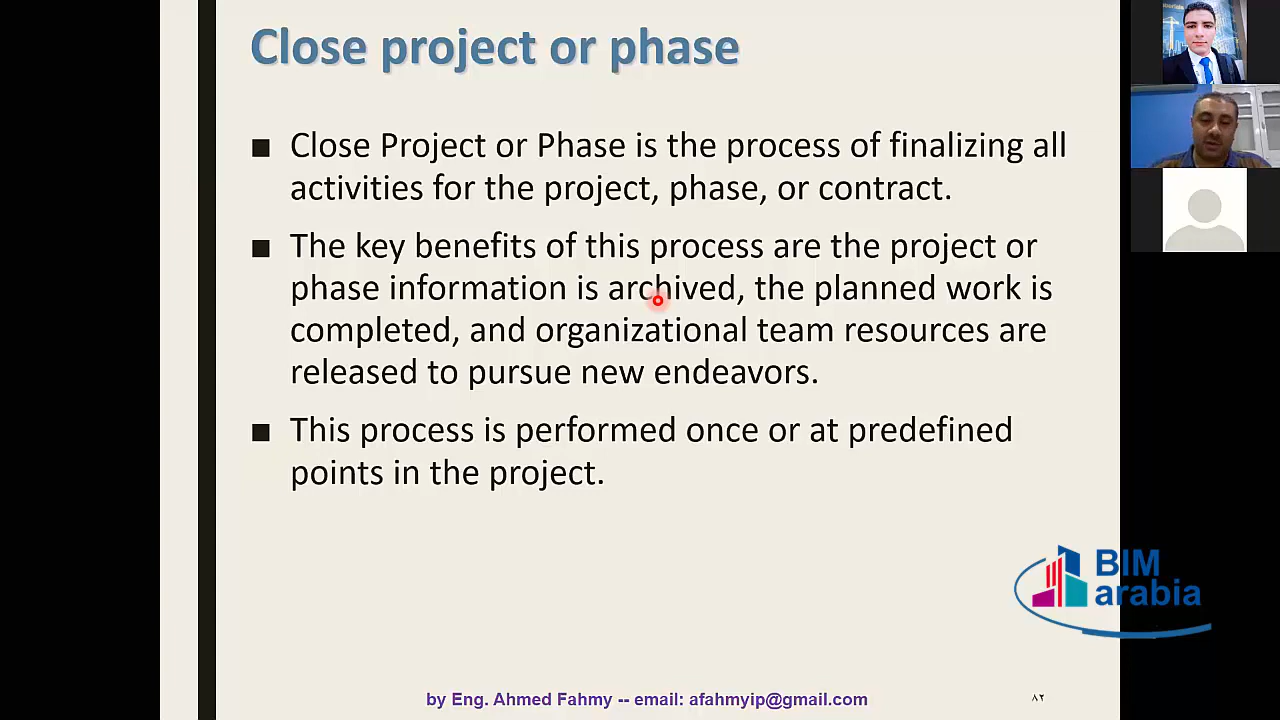 Close project or phase
■ Close Project or Phase is the process of finalizing all
activities for the project, phase, or contract.
■ The key benefits of this process are the project or
phase information is archived, the planned work is
completed, and organizational team resources are
released to pursue new endeavors.
■ This process is performed once or at predefined
points in the project.
BIM
arabia
by Eng. Ahmed Fahmy -- email: afahmyip@gmail.com
٨٢